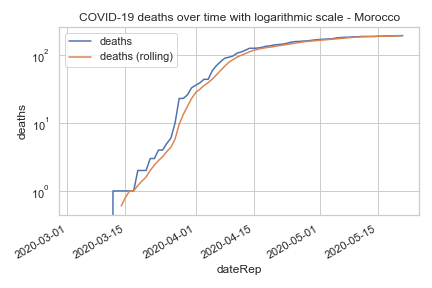 COVID-19 deaths over time with logarithmic scale - Morocco
deaths
deaths (rolling)
10²
10¹
10⁰
deaths
2020-03-01
2020-03-15
2020-04-01
2020-04-15
2020-05-01
2020-05-15
dateRep